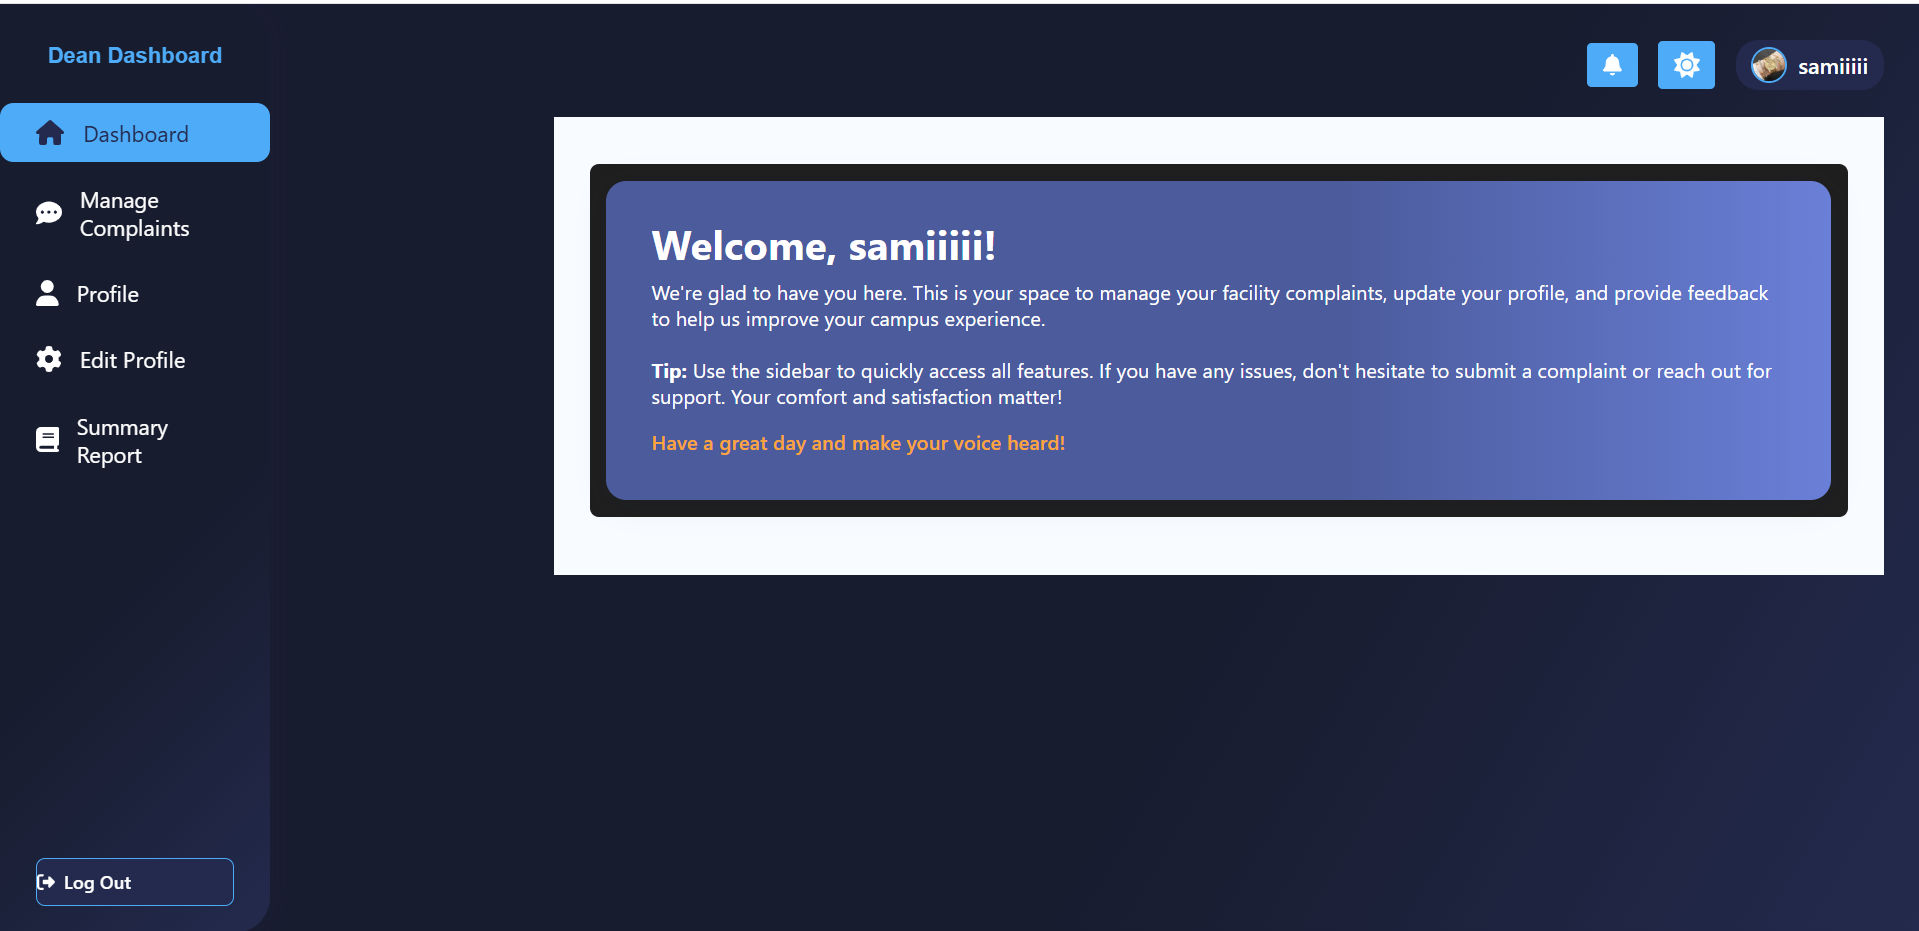 Dean Dashboard
Dashboard
Manage
Complaints
Profile
Edit Profile
Summary
Report
Log Out
samiiiii
Welcome, samiiiii!
We're glad to have you here. This is your space to manage your facility complaints, update your profile, and provide feedback
to help us improve your campus experience.
Tip: Use the sidebar to quickly access all features. If you have any issues, don't hesitate to submit a complaint or reach out for
support. Your comfort and satisfaction matter!
Have a great day and make your voice heard!